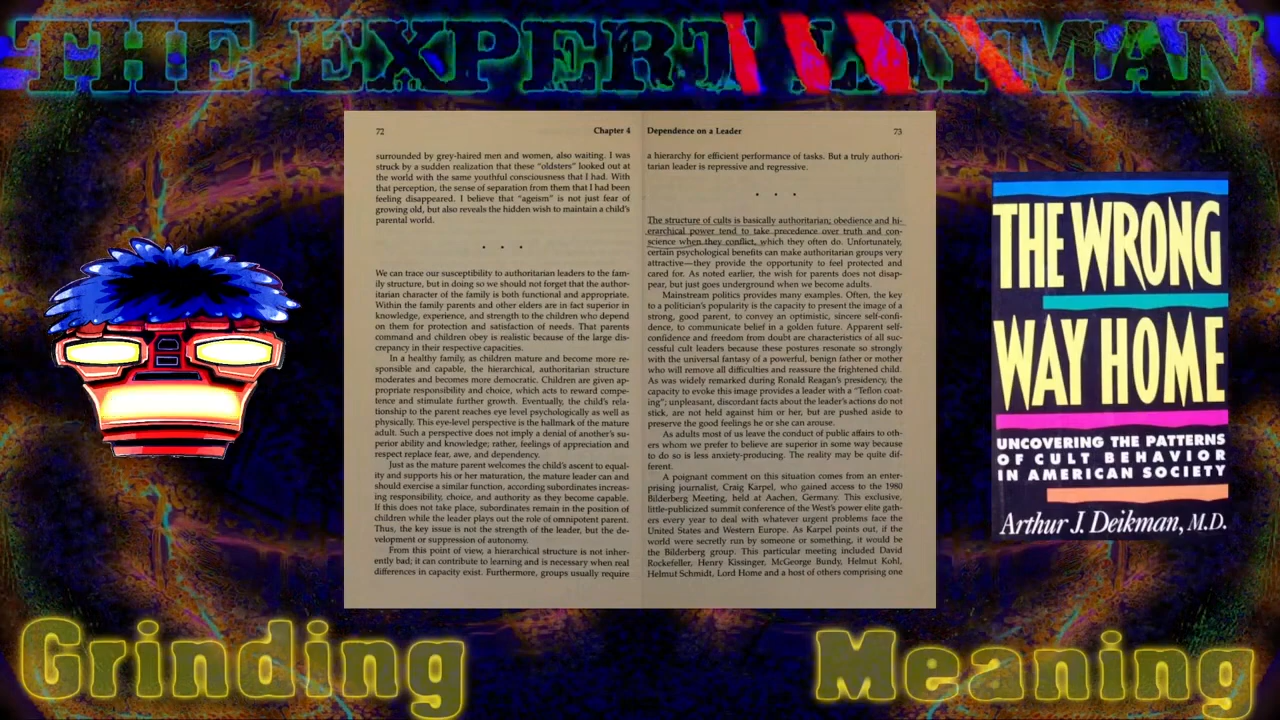 THE EXPERT LAYMAN
72
Chapter 4
surrounded by grey-haired men and women, also waiting. I was
struck by a sudden realization that these "oldsters" looked out at
the world with the same youthful consciousness that I had. With
that perception, the sense of separation from them that I had been
feeling disappeared. I believe that "ageism" is not just fear of
growing old, but also reveals the hidden wish to maintain a child's
parental world.
• • •
We can trace our susceptibility to authoritarian leaders to the fam-
ily structure, but in doing so we should not forget that the author-
itarian character of the family is both functional and appropriate.
Within the family parents and other elders are in fact superior in
knowledge, experience, and strength to the children who depend
on them for protection and satisfaction of needs. That parents
command and children obey is realistic because of the large dis-
crepancy in their respective capacities.
In a healthy family, as children mature and become more re-
sponsible and capable, the hierarchical, authoritarian structure
moderates and becomes more democratic. Children are given ap-
propriate responsibility and choice, which acts to reward compe-
tence and stimulate further growth. Eventually, the child's rela-
tionship to the parent reaches eye level psychologically as well as
physically. This eye-level perspective is the hallmark of the mature
adult. Such a perspective does not imply a denial of another's su-
perior ability and knowledge; rather, feelings of appreciation and
respect replace fear, awe, and dependency.
Just as the mature parent welcomes the child's ascent to equal-
ity and supports his or her maturation, the mature leader can and
should exercise a similar function, according subordinates increas-
ing responsibility, choice, and authority as they become capable.
If this does not take place, subordinates remain in the position of
children while the leader plays out the role of omnipotent parent.
Thus, the key issue is not the strength of the leader, but the de-
velopment or suppression of autonomy.
From this point of view, a hierarchical structure is not inher-
ently bad; it can contribute to learning and is necessary when real
differences in capacity exist. Furthermore, groups usually require
Dependence on a Leader
73
a hierarchy for efficient performance of tasks. But a truly authori-
tarian leader is repressive and regressive.
• • •
The structure of cults is basically authoritarian; obedience and hi-
erarchical power tend to take precedence over truth and con-
science when they conflict, which they often do. Unfortunately,
certain psychological benefits can make authoritarian groups very
attractive—they provide the opportunity to feel protected and
cared for. As noted earlier, the wish for parents does not disap-
pear, but just goes underground when we become adults.
Mainstream politics provides many examples. Often, the key
to a politician's popularity is the capacity to present the image of a
strong, good parent, to convey an optimistic, sincere self-confi-
dence, to communicate belief in a golden future. Apparent self-
confidence and freedom from doubt are characteristics of all suc-
cessful cult leaders because these postures resonate so strongly
with the universal fantasy of a powerful, benign father or mother
who will remove all difficulties and reassure the frightened child.
As was widely remarked during Ronald Reagan's presidency, the
capacity to evoke this image provides a leader with a "Teflon coat-
ing"; unpleasant, discordant facts about the leader's actions do not
stick, are not held against him or her, but are pushed aside to
preserve the good feelings he or she can arouse.
As adults most of us leave the conduct of public affairs to oth-
ers whom we prefer to believe are superior in some way because
to do so is less anxiety-producing. The reality may be quite dif-
ferent.
A poignant comment on this situation comes from an enter-
prising journalist, Craig Karpel, who gained access to the 1980
Bilderberg Meeting, held at Aachen, Germany. This exclusive,
little-publicized summit conference of the West's power elite gath-
ers every year to deal with whatever urgent problems face the
United States and Western Europe. As Karpel points out, if the
world were secretly run by someone or something, it would be
the Bilderberg group. This particular meeting included David
Rockefeller, Henry Kissinger, McGeorge Bundy, Helmut Kohl,
Helmut Schmidt, Lord Home and a host of others comprising one
THE WRONG
WAY HOME
UNCOVERING THE PATTERNS
OF CULT BEHAVIOR
IN AMERICAN SOCIETY
Arthur J. Deikman, M.D.
Grinding
Meaning